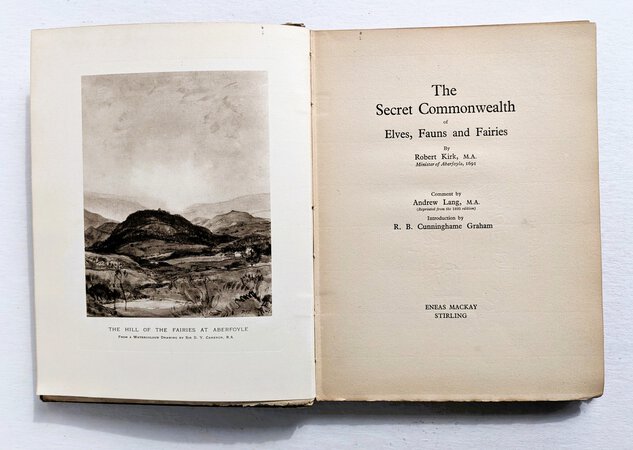 THE HILL OF THE FAIRIES AT ABERFOYLE
FROM A WATERCOLOUR DRAWING BY SIR D. Y. CAMERON, R.A.
The
Secret Commonwealth
of
Elves, Fauns and Fairies
By
Robert Kirk, M.A.
Minister of Aberfoyle, 1691
Comment by
Andrew Lang, M.A.
(Reprinted from the 1893 edition)
Introduction by
R. B. Cunninghame Graham
ENEAS MACKAY
STIRLING